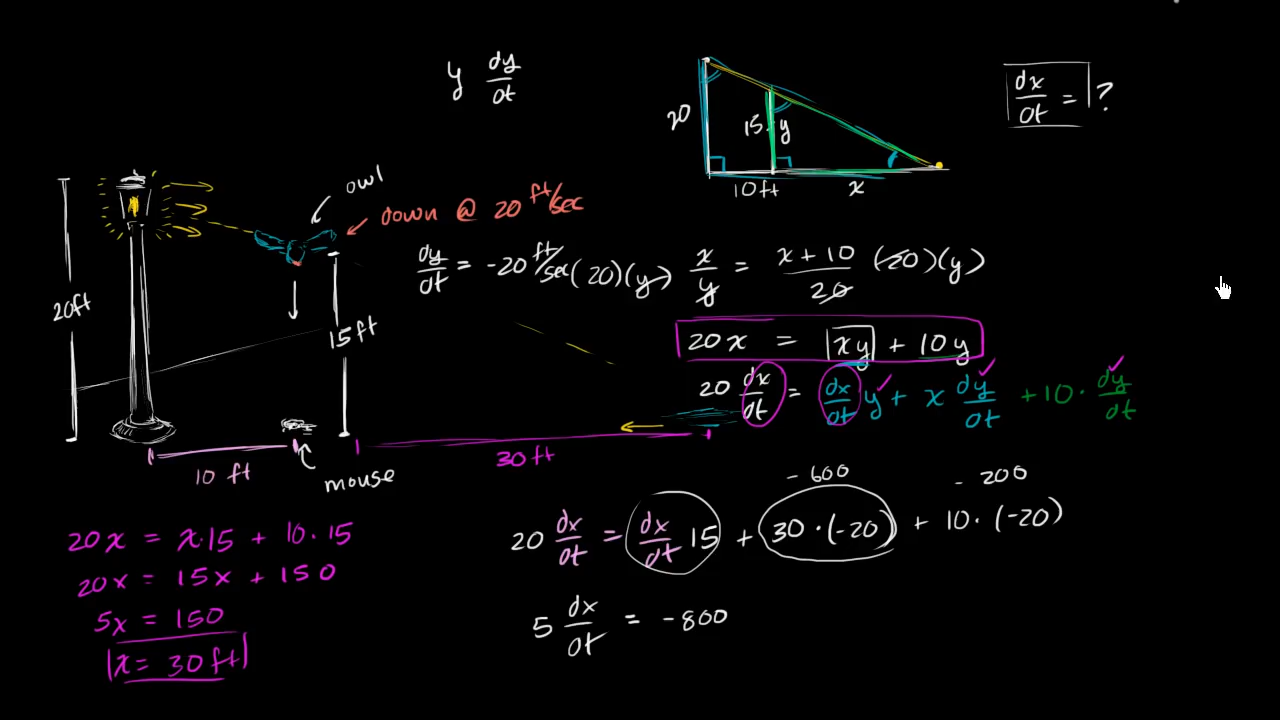 y dy/dt
20
15 y
10ft x
dx/dt = ?
owl
down @ 20 ft/sec
20ft
15 ft
10 ft
mouse
30 ft
dy/dt = -20 ft/sec
(20)(y) x/y = x + 10/20 (20)(y)
20x = xy + 10y
20 dx/dt = dx/dt y + x dy/dt + 10 · dy/dt
-600 -200
20 dx/dt = dx/dt 15 + 30 · (-20) + 10 · (-20)
5 dx/dt = -800
20x = x·15 + 10·15
20x = 15x + 150
5x = 150
x = 30 ft